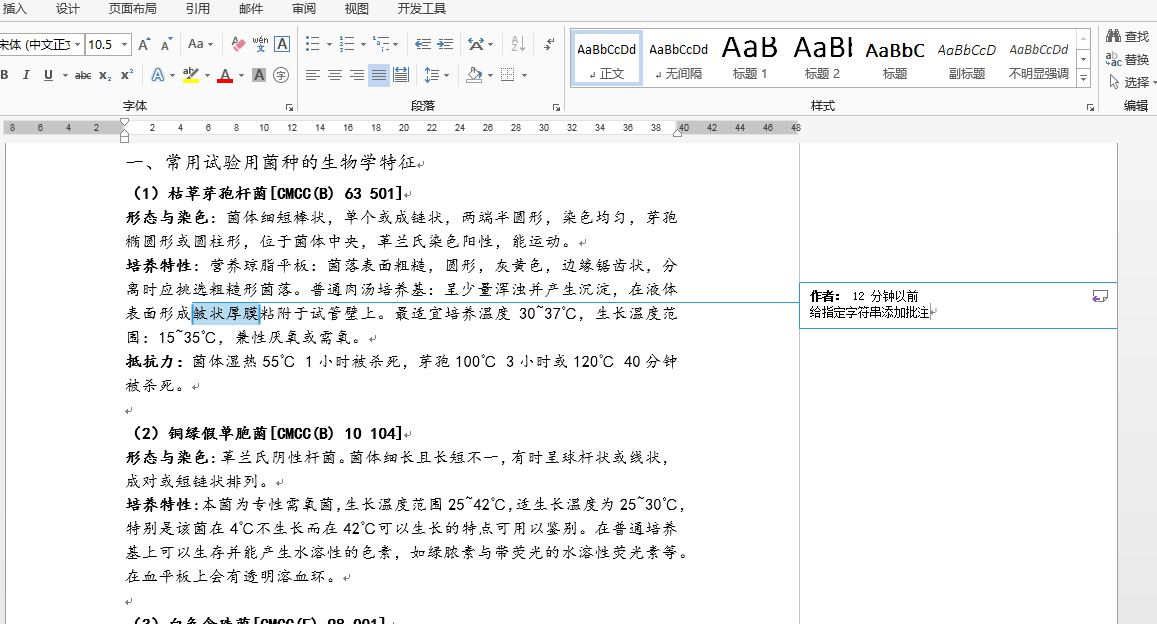 插入 设计 页面布局 引用 邮件 审阅 视图 开发工具
宋体 (中文正文 10.5 A A Aa wén 文 A 查找
AaBbCcDd AaBbCcDd AaB AaBl AaBbC AaBbCcD AaBbCcDd
替换
B I U abc x₂ x² A ab A A 字
正文 无间隔 标题 1 标题 2 标题 副标题 不明显强调 选择
字体 段落 样式 编辑
8 6 4 2 2 4 6 8 10 12 14 16 18 20 22 24 26 28 30 32 34 36 38 40 42 44 46 48
一、常用试验用菌种的生物学特征
(1) 枯草芽孢杆菌[CMCC(B) 63 501]
形态与染色：菌体细短棒状，单个或成链状，两端半圆形，染色均匀，芽孢
椭圆形或圆柱形，位于菌体中央，革兰氏染色阳性，能运动。
培养特性：营养琼脂平板：菌落表面粗糙，圆形，灰黄色，边缘锯齿状，分
离时应挑选粗糙形菌落。普通肉汤培养基：呈少量浑浊并产生沉淀，在液体
表面形成皱状厚膜粘附于试管壁上。最适宜培养温度 30~37℃，生长温度范
围：15~35℃，兼性厌氧或需氧。
抵抗力：菌体湿热 55℃ 1 小时被杀死，芽孢 100℃ 3 小时或 120℃ 40 分钟
被杀死。
(2) 铜绿假单胞菌[CMCC(B) 10 104]
形态与染色:革兰氏阴性杆菌。菌体细长且长短不一,有时呈球杆状或线状，
成对或短链状排列。
培养特性:本菌为专性需氧菌,生长温度范围 25~42℃,适生长温度为 25~30℃，
特别是该菌在 4℃不生长而在 42℃可以生长的特点可用以鉴别。在普通培养
基上可以生存并能产生水溶性的色素，如绿脓素与带荧光的水溶性荧光素等。
在血平板上会有透明溶血环。
作者： 12 分钟以前
给指定字符串添加批注